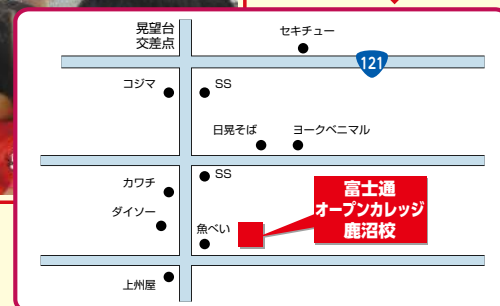 晃望台
交差点
セキチュー
121
コジマ
SS
日晃そば
ヨークベニマル
カワチ
SS
富士通
オープンカレッジ
鹿沼校
ダイソー
魚べい
上州屋